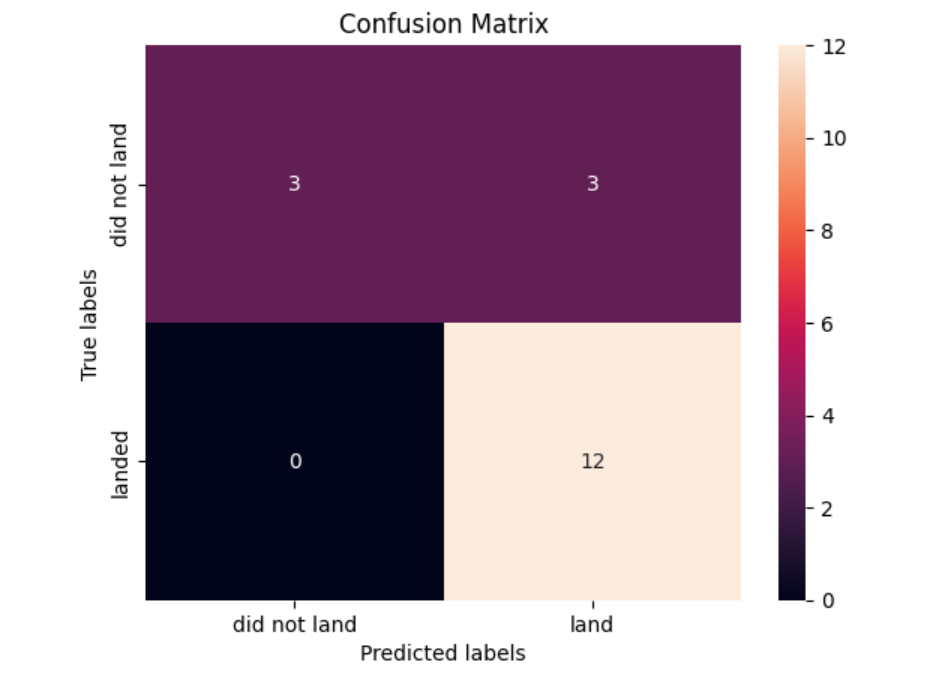 Confusion Matrix
True labels
did not land
landed
3 3
0 12
did not land land
Predicted labels
12
10
8
6
4
2
0